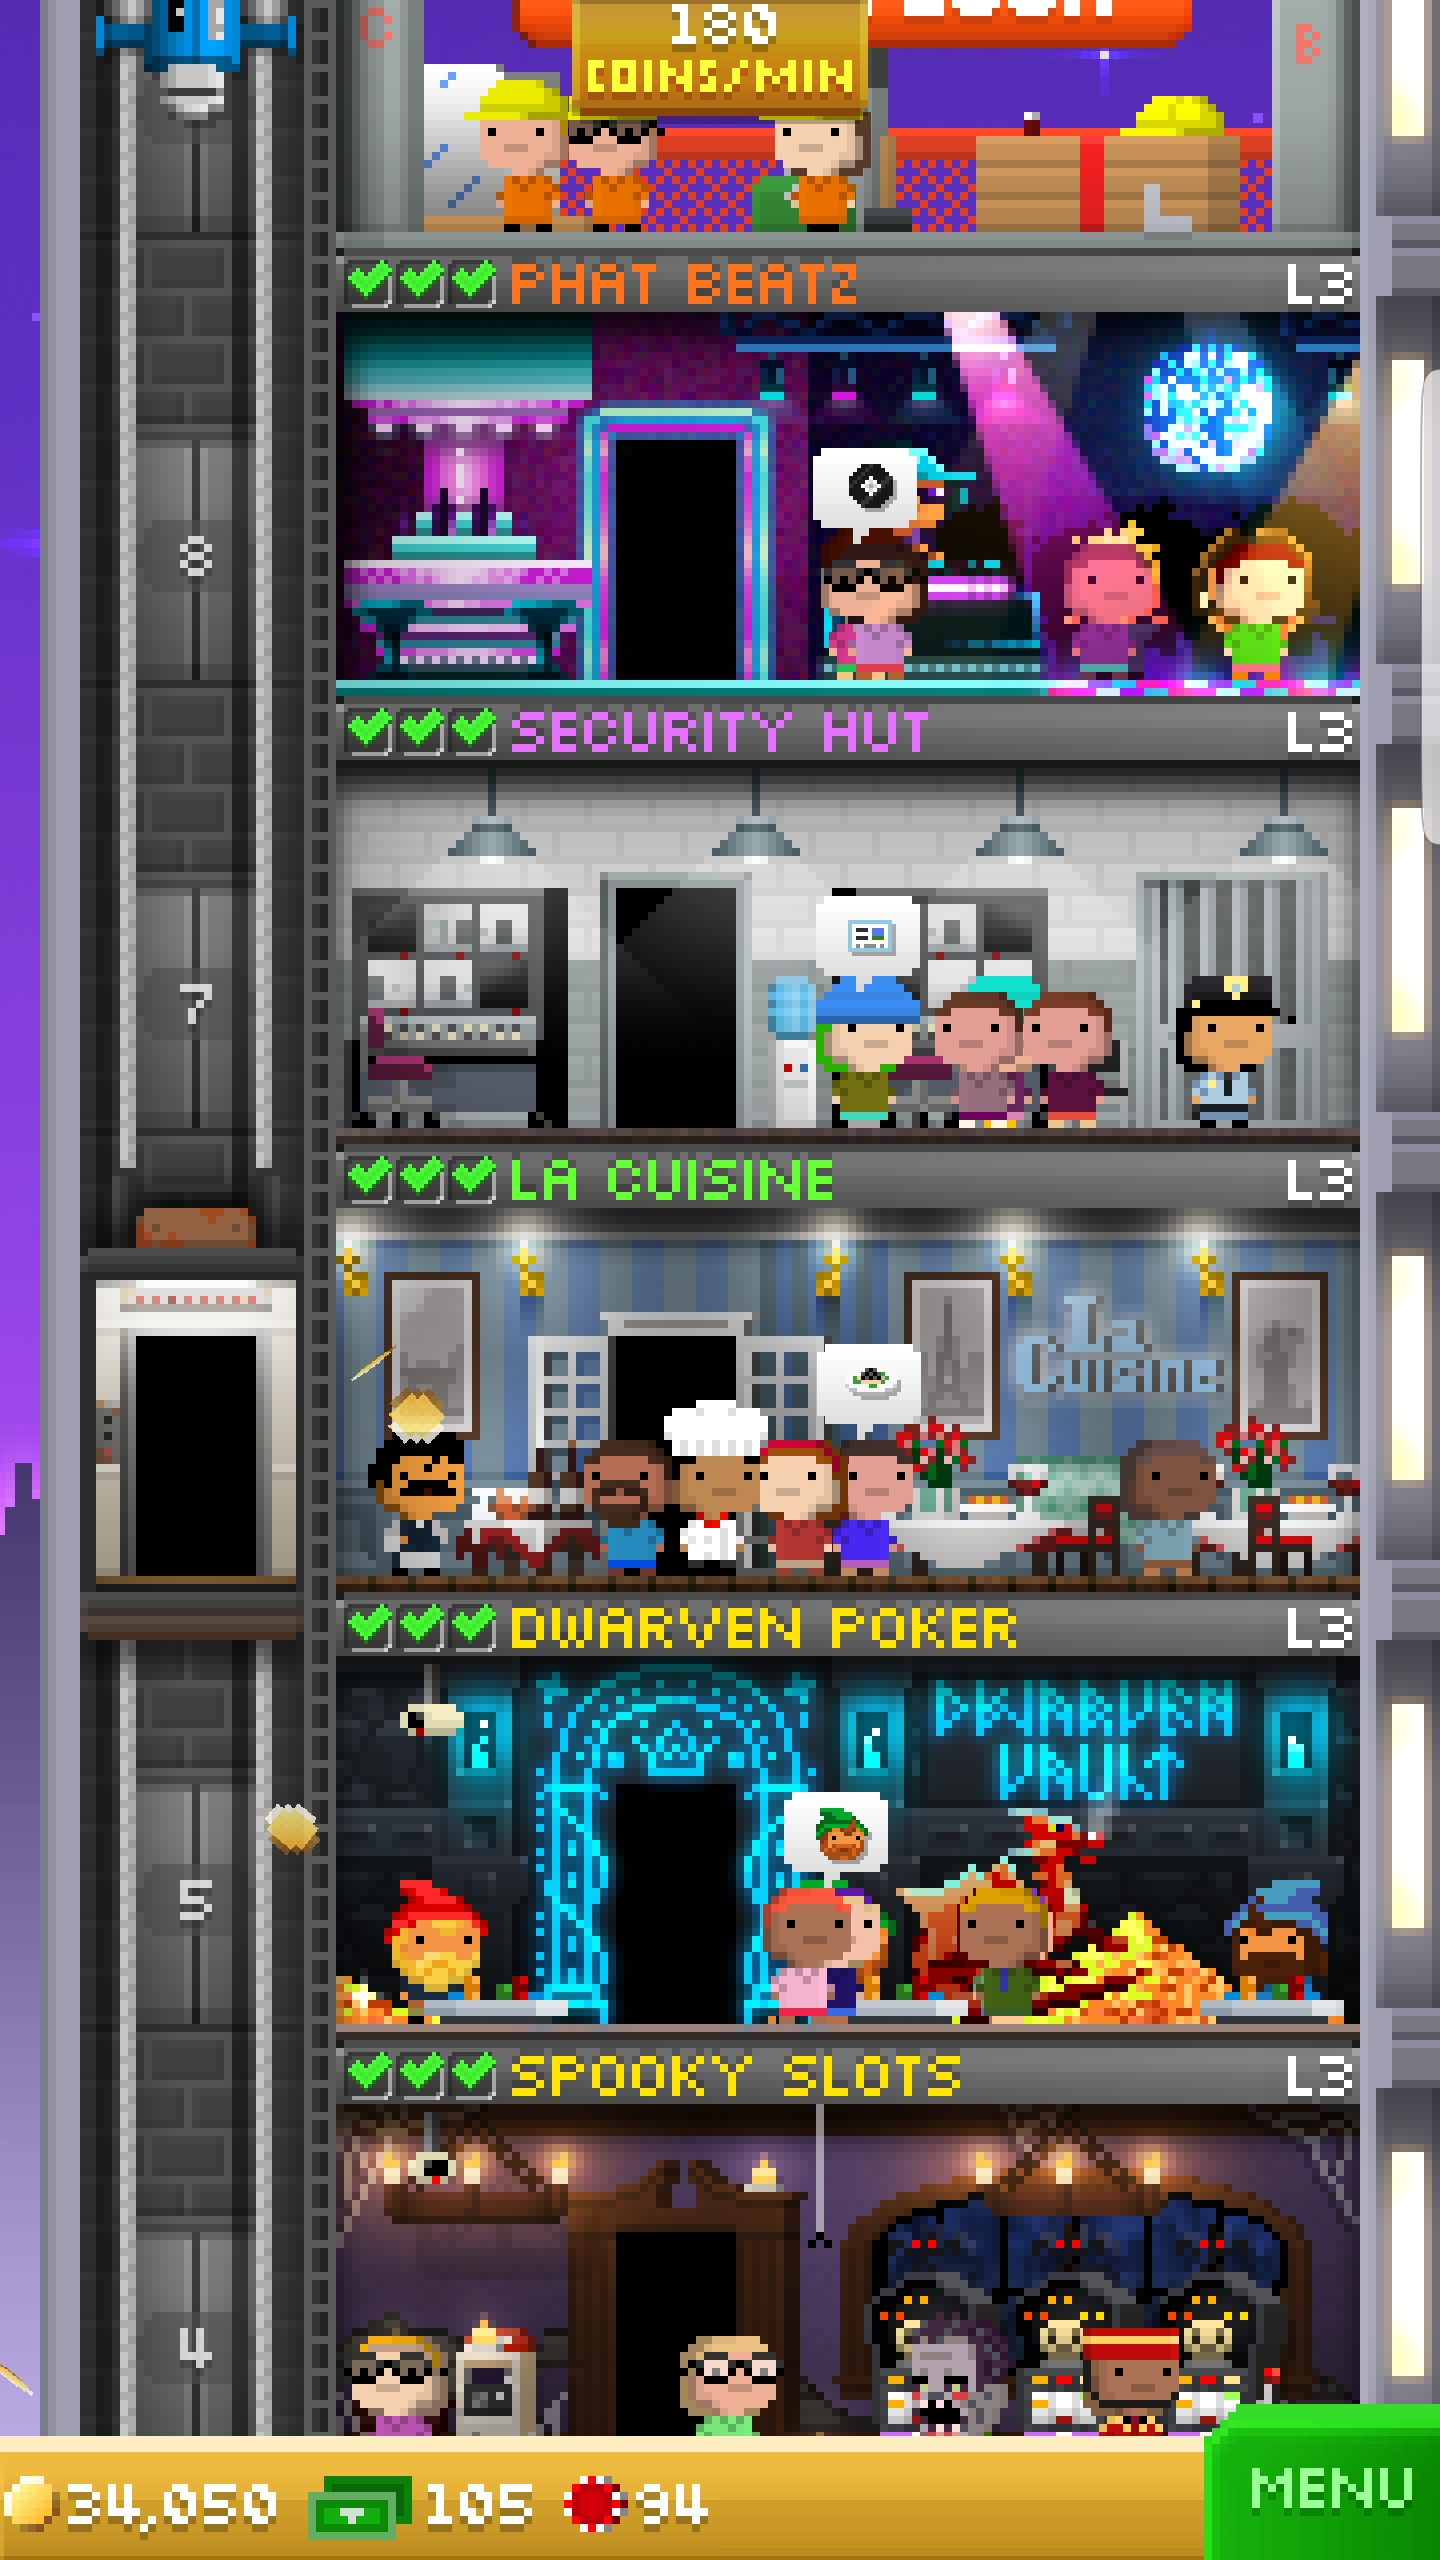 C
B
180
COINS/MIN
PHAT BEATZ
L3
8
SECURITY HUT
L3
7
LA CUISINE
L3
La
Cuisine
DWARVEN POKER
L3
DWARVEN
VAULT
5
SPOOKY SLOTS
L3
4
34,050
105
94
MENU